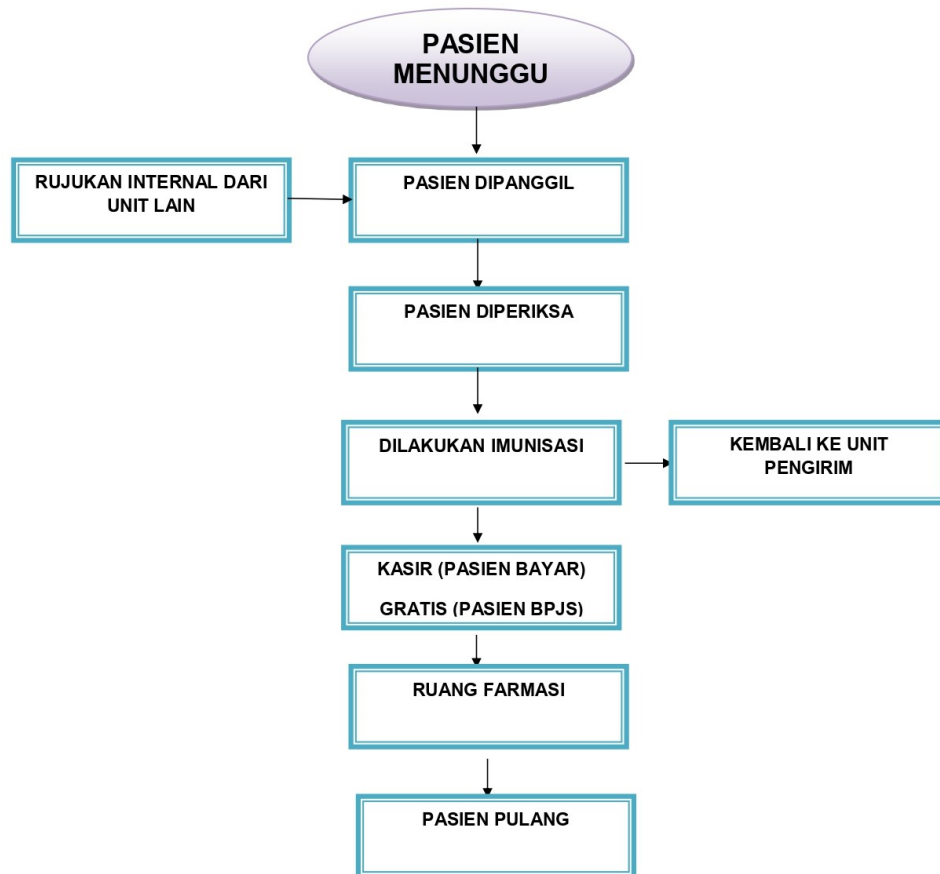 PASIEN
MENUNGGU
RUJUKAN INTERNAL DARI
UNIT LAIN
PASIEN DIPANGGIL
PASIEN DIPERIKSA
DILAKUKAN IMUNISASI
KEMBALI KE UNIT
PENGIRIM
KASIR (PASIEN BAYAR)
GRATIS (PASIEN BPJS)
RUANG FARMASI
PASIEN PULANG